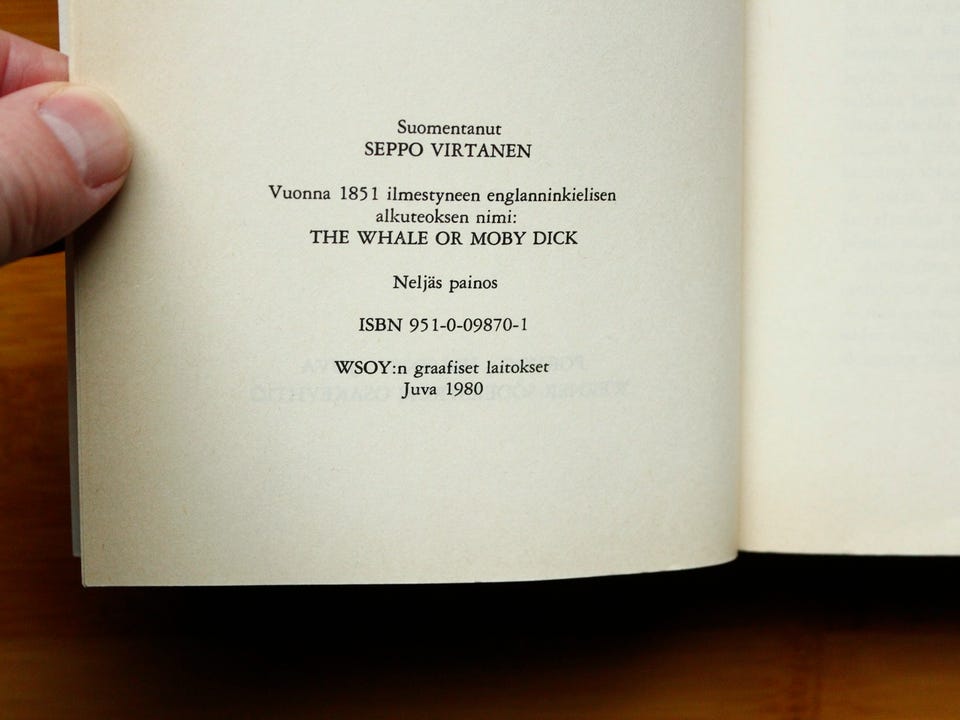 Suomentanut
SEPPO VIRTANEN
Vuonna 1851 ilmestyneen englanninkielisen
alkuteoksen nimi:
THE WHALE OR MOBY DICK
Neljäs painos
ISBN 951-0-09870-1
WSOY:n graafiset laitokset
Juva 1980